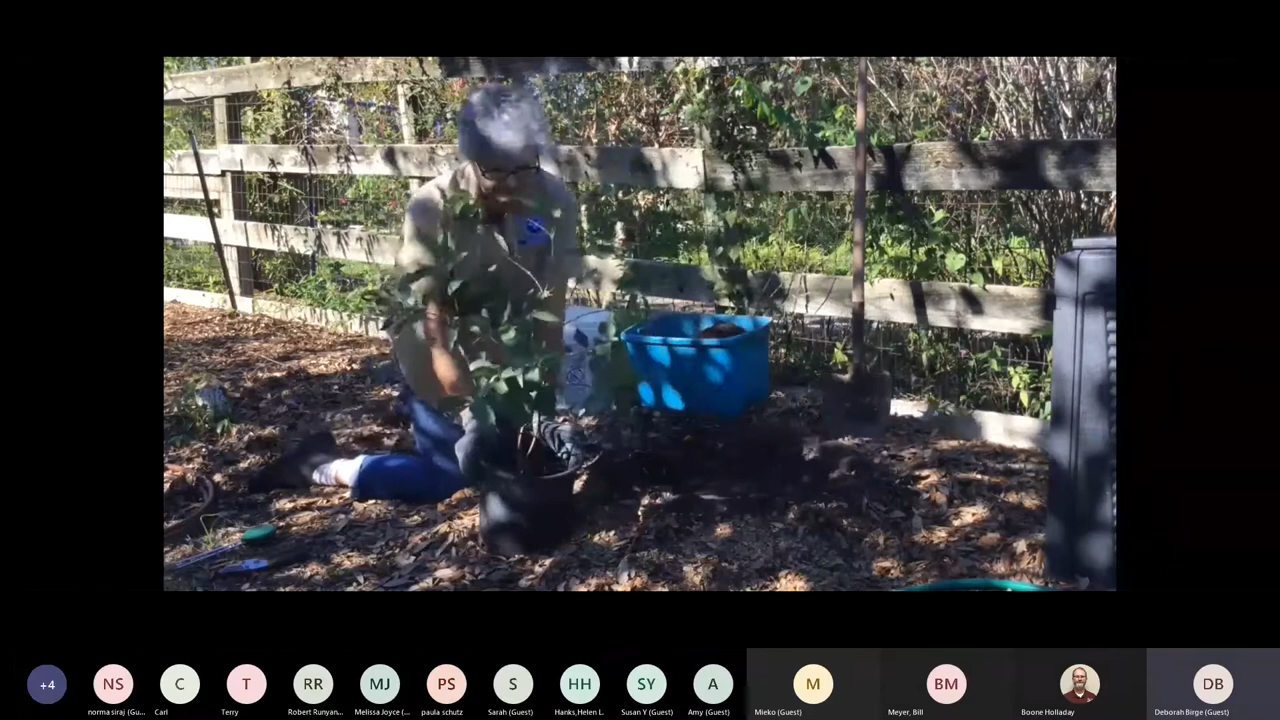 +4
NS
C
T
RR
MJ
PS
S
HH
SY
A
M
BM
DB
norma siraj (Gu...
Carl
Terry
Robert Runyan...
Melissa Joyce (...
paula schutz
Sarah (Guest)
Hanks,Helen L.
Susan Y (Guest)
Amy (Guest)
Mieko (Guest)
Meyer, Bill
Boone Holladay
Deborah Birge (Guest)